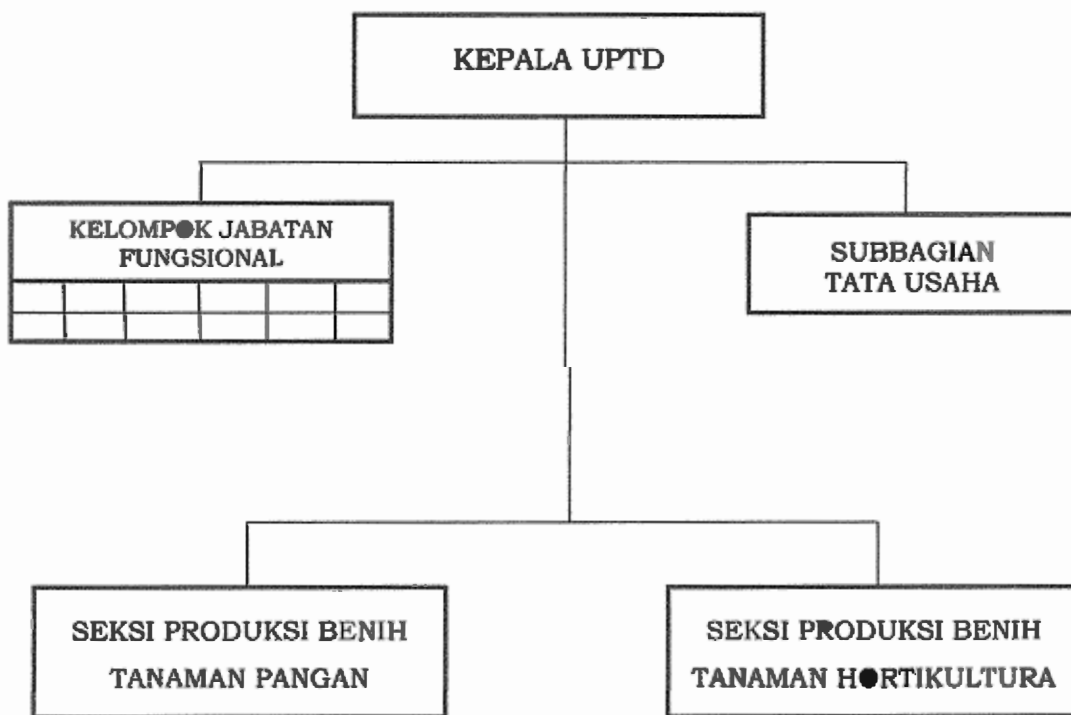 KEPALA UPTD
KELOMPOK JABATAN
FUNGSIONAL
SUBBAGIAN
TATA USAHA
SEKSI PRODUKSI BENIH
TANAMAN PANGAN
SEKSI PRODUKSI BENIH
TANAMAN HORTIKULTURA